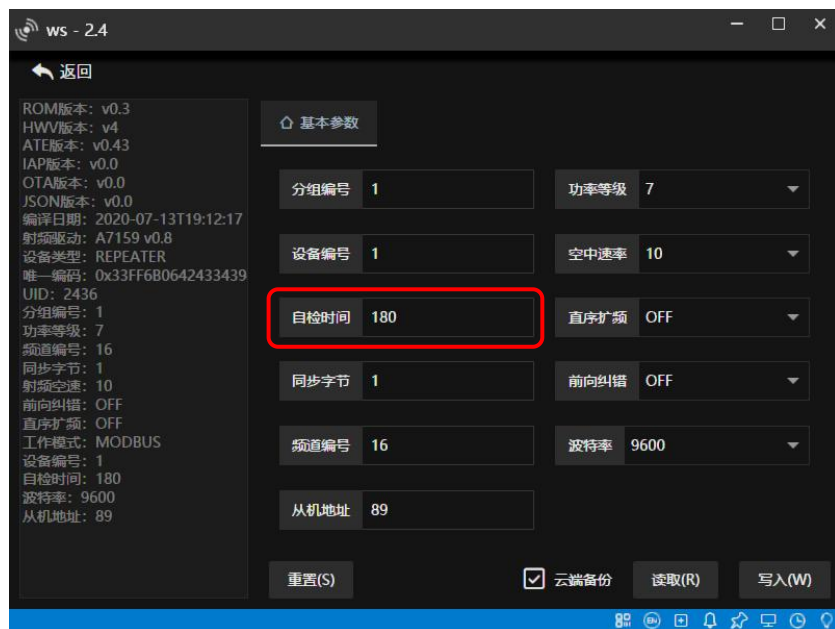 ws - 2.4
返回
ROM版本: v0.3
HWV版本: v4
ATE版本: v0.43
IAP版本: v0.0
OTA版本: v0.0
JSON版本: v0.0
编译日期: 2020-07-13T19:12:17
射频驱动: A7159 v0.8
设备类型: REPEATER
唯一编码: 0x33FF6B0642433439
UID: 2436
分组编号: 1
功率等级: 7
频道编号: 16
同步字节: 1
射频空速: 10
前向纠错: OFF
直序扩频: OFF
工作模式: MODBUS
设备编号: 1
自检时间: 180
波特率: 9600
从机地址: 89
基本参数
分组编号 1 功率等级 7
设备编号 1 空中速率 10
自检时间 180 直序扩频 OFF
同步字节 1 前向纠错 OFF
频道编号 16 波特率 9600
从机地址 89
重置(S) 云端备份 读取(R) 写入(W)
EN